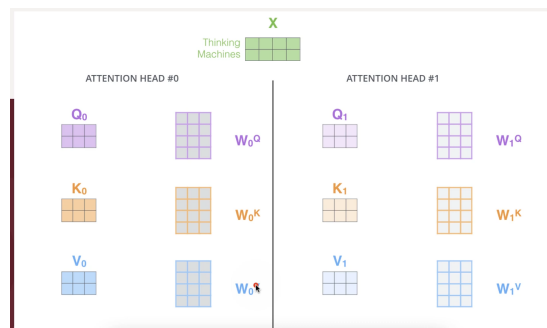 X
Thinking
Machines
ATTENTION HEAD #0
ATTENTION HEAD #1
Q₀
W₀Q
Q₁
W₁Q
K₀
W₀K
K₁
W₁K
V₀
W₀
V₁
W₁V